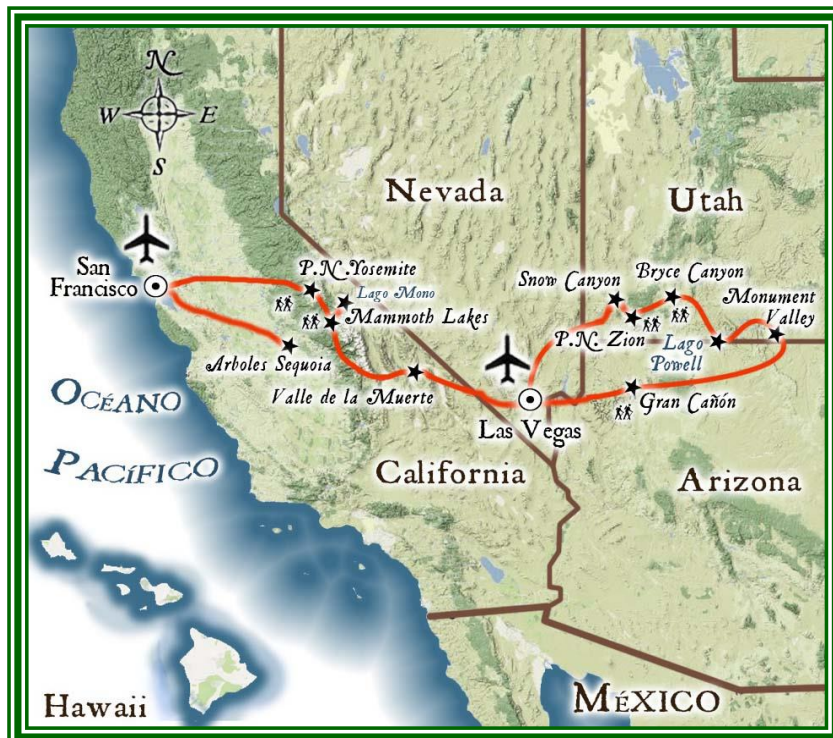 N
W E
S
Nevada
Utah
San
Francisco
P.N. Yosemite
Lago Mono
Mammoth Lakes
Arboles Sequoia
Valle de la Muerte
Snow Canyon
Bryce Canyon
Monument
Valley
P.N. Zion
Lago
Powell
Gran Cañón
Las Vegas
OCÉANO
PACÍFICO
California
Arizona
Hawaii
MÉXICO